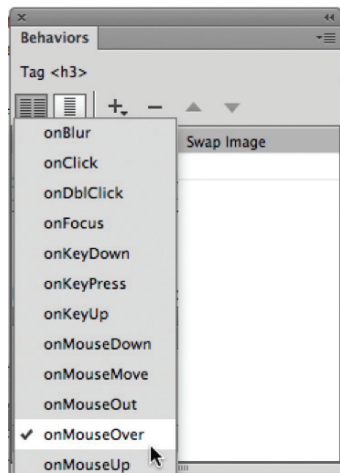 Behaviors
Tag <h3>
Swap Image
onBlur
onClick
onDblClick
onFocus
onKeyDown
onKeyPress
onKeyUp
onMouseDown
onMouseMove
onMouseOut
onMouseOver
onMouseUp